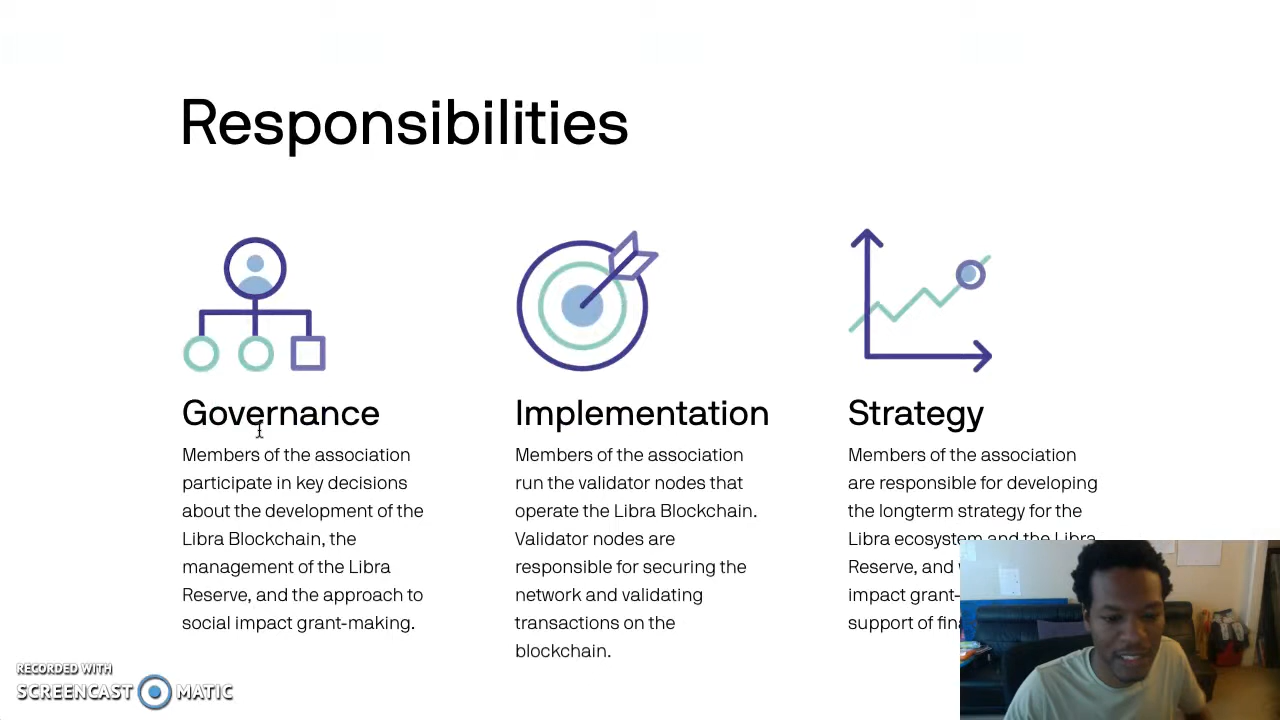 Responsibilities
Governance
Members of the association
participate in key decisions
about the development of the
Libra Blockchain, the
management of the Libra
Reserve, and the approach to
social impact grant-making.
Implementation
Members of the association
run the validator nodes that
operate the Libra Blockchain.
Validator nodes are
responsible for securing the
network and validating
transactions on the
blockchain.
Strategy
Members of the association
are responsible for developing
the longterm strategy for the
Libra ecosystem and the Libra
Reserve, and
impact grant-
support of
RECORDED WITH
SCREENCAST MATIC